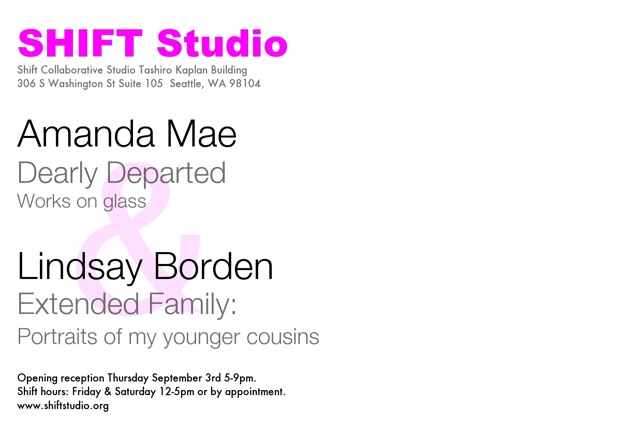 SHIFT Studio
Shift Collaborative Studio Tashiro Kaplan Building
306 S Washington St Suite 105 Seattle, WA 98104
Amanda Mae
Dearly Departed
Works on glass
&
Lindsay Borden
Extended Family:
Portraits of my younger cousins
Opening reception Thursday September 3rd 5-9pm.
Shift hours: Friday & Saturday 12-5pm or by appointment.
www.shiftstudio.org